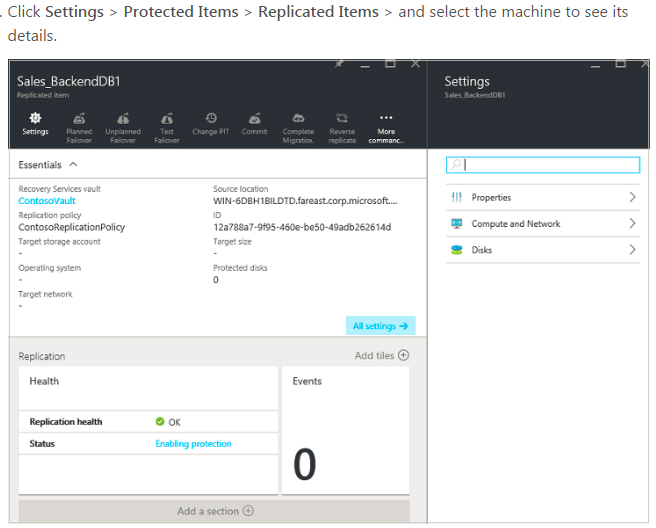 . Click Settings > Protected Items > Replicated Items > and select the machine to see its
details.
Sales_BackendDB1
Replicated item
Settings
Planned Failover
Unplanned Failover
Test Failover
Change PIT
Commit
Complete Migratio..
Reverse replicate
More commanc...
Essentials
Recovery Services vault
ContosoVault
Replication policy
ContosoReplicationPolicy
Target storage account
-
Operating system
-
Target network
-
Source location
WIN-6DBH1BILDTD.fareast.corp.microsoft....
ID
12a788a7-9f95-460e-be50-49adb262614d
Target size
-
Protected disks
0
All settings →
Replication
Add tiles
Health
Replication health OK
Status Enabling protection
Events
0
Add a section
Settings
Sales_BackendDB1
Properties
Compute and Network
Disks